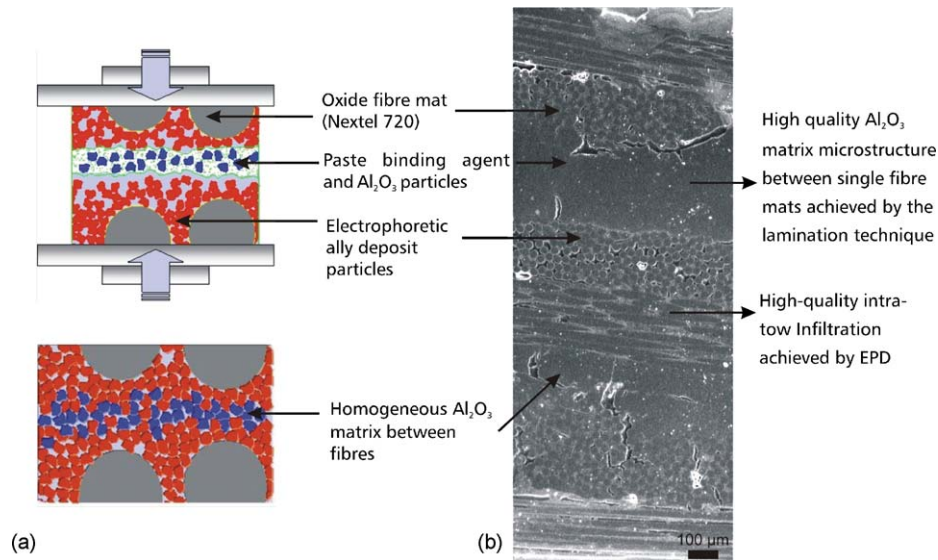 (a)
Oxide fibre mat
(Nextel 720)
Paste binding agent
and Al₂O₃ particles
Electrophoretic
ally deposit
particles
Homogeneous Al₂O₃
matrix between
fibres
(b)
High quality Al₂O₃
matrix microstructure
between single fibre
mats achieved by the
lamination technique
High-quality intra-
tow Infiltration
achieved by EPD
100 µm